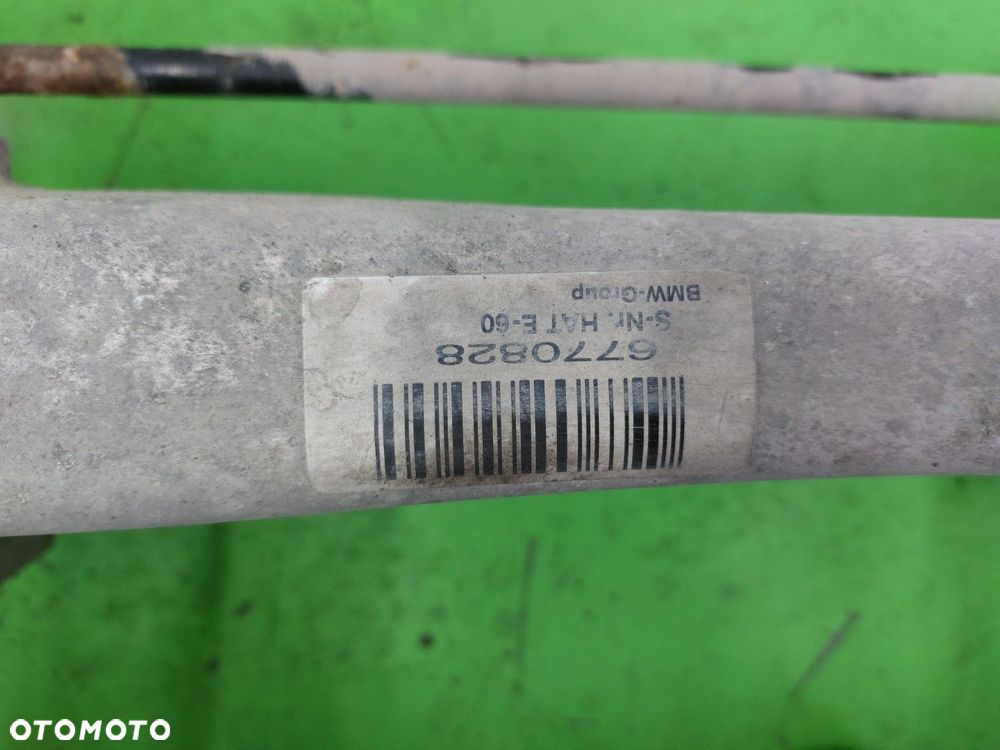 BMW-Group
S-Nr. HAT E-60
6770828
OTOMOTO